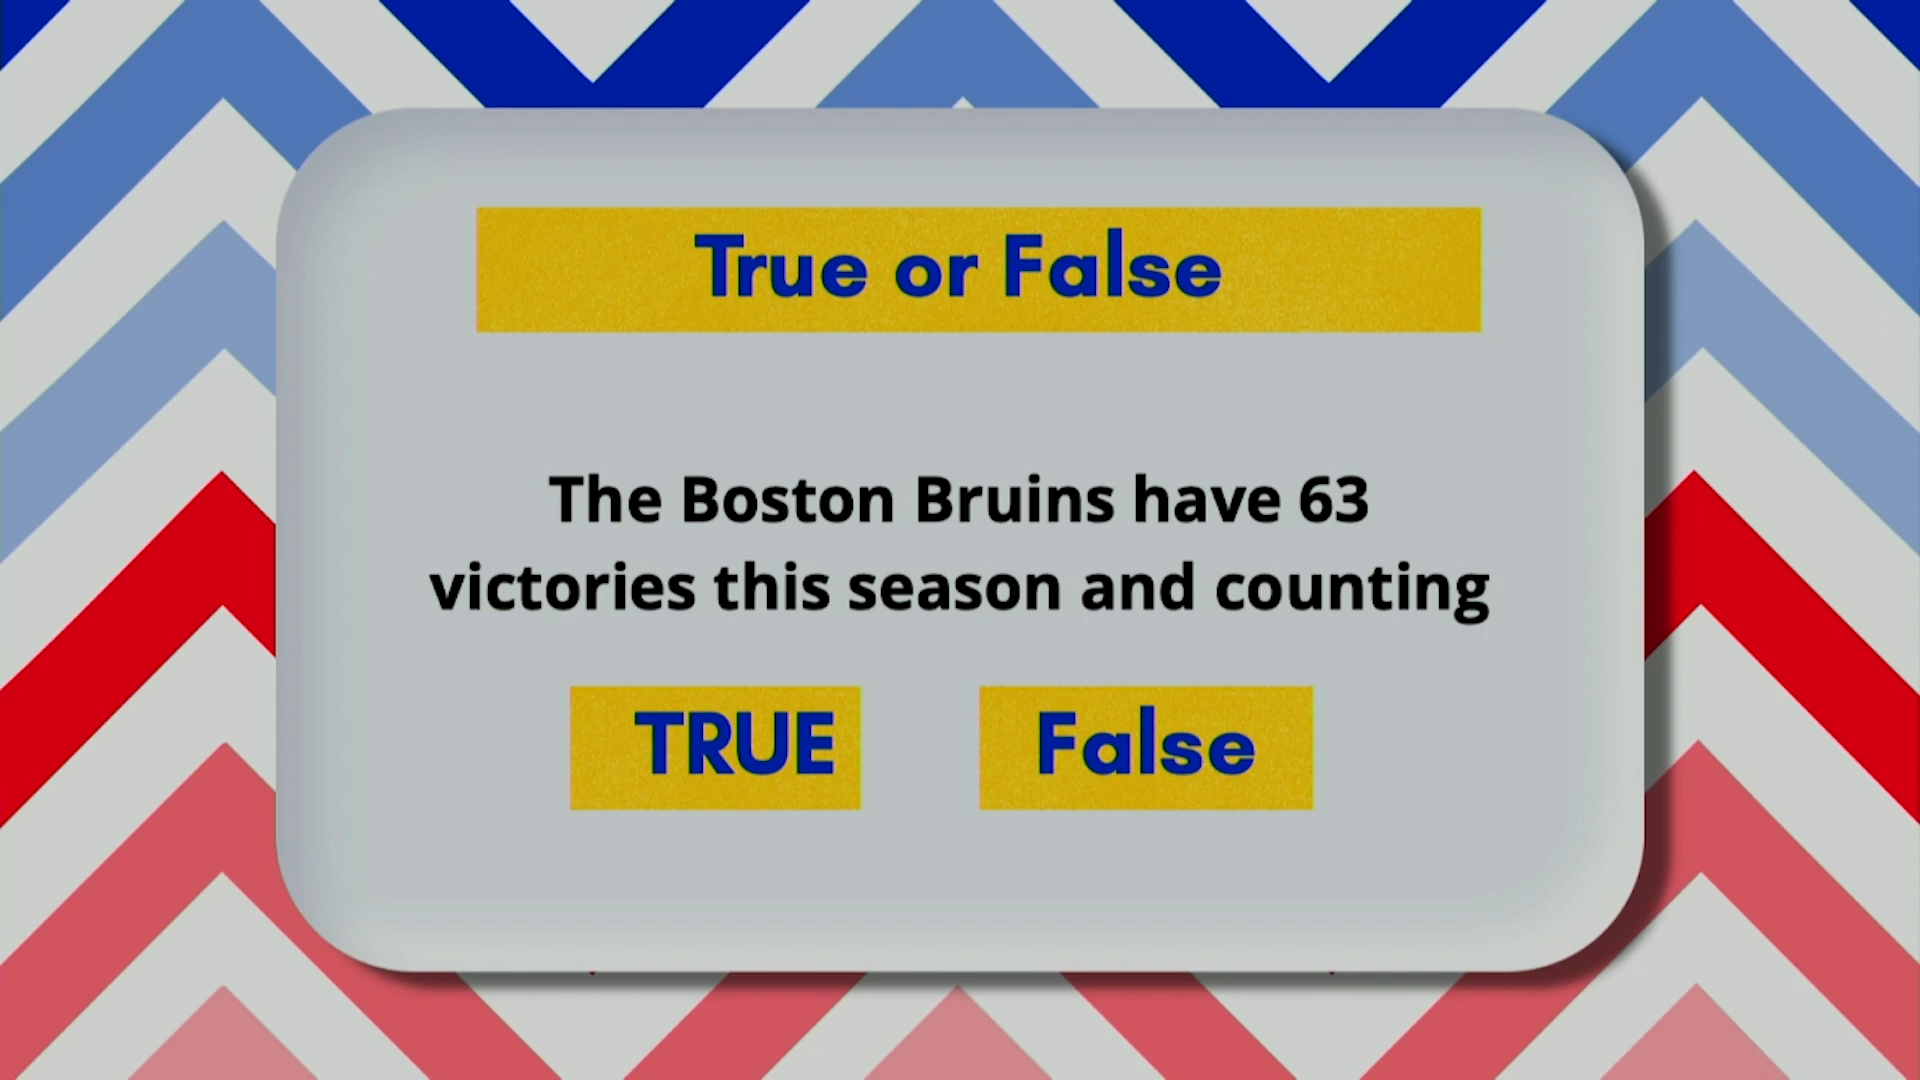 True or False
The Boston Bruins have 63
victories this season and counting
TRUE False